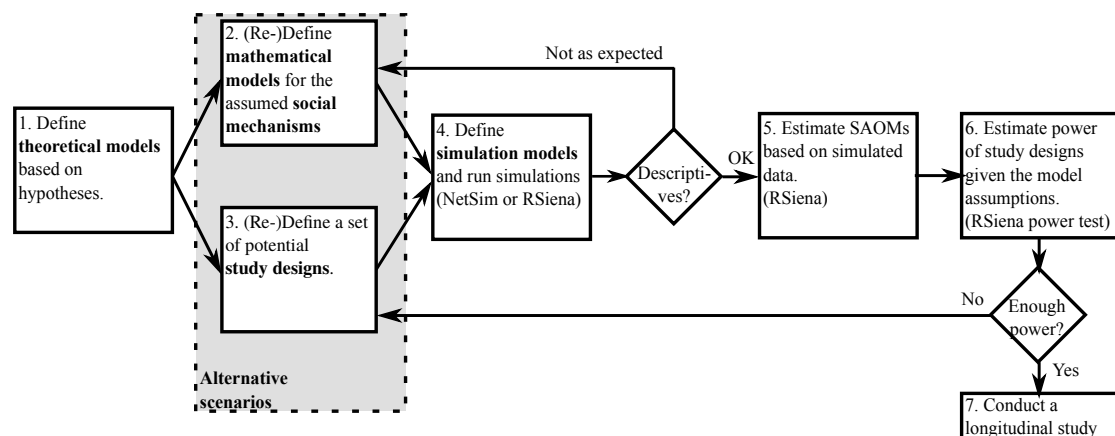 1. Define
theoretical models
based on
hypotheses.
2. (Re-)Define
mathematical
models for the
assumed social
mechanisms
3. (Re-)Define a set
of potential
study designs.
Alternative
scenarios
4. Define
simulation models
and run simulations
(NetSim or RSiena)
Not as expected
Descripti-
ves?
OK
5. Estimate SAOMs
based on simulated
data.
(RSiena)
6. Estimate power
of study designs
given the model
assumptions.
(RSiena power test)
No
Enough
power?
Yes
7. Conduct a
longitudinal study